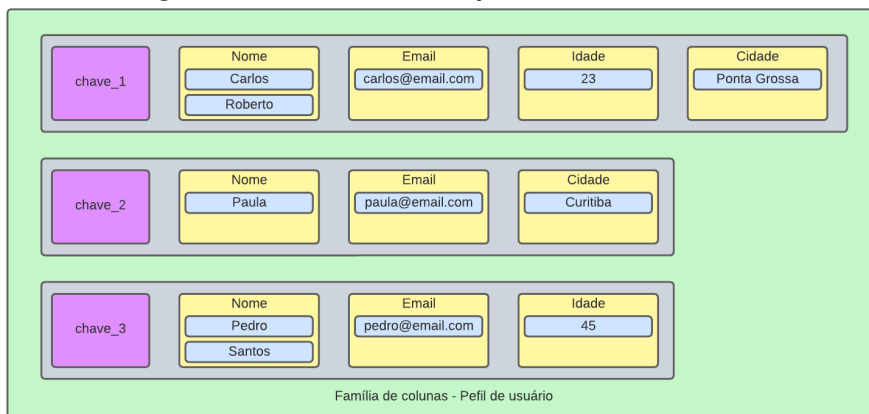 Nome Email Idade Cidade
chave_1 Carlos carlos@email.com 23 Ponta Grossa
Roberto
Nome Email Cidade
chave_2 Paula paula@email.com Curitiba
Nome Email Idade
chave_3 Pedro pedro@email.com 45
Santos
Família de colunas - Pefil de usuário